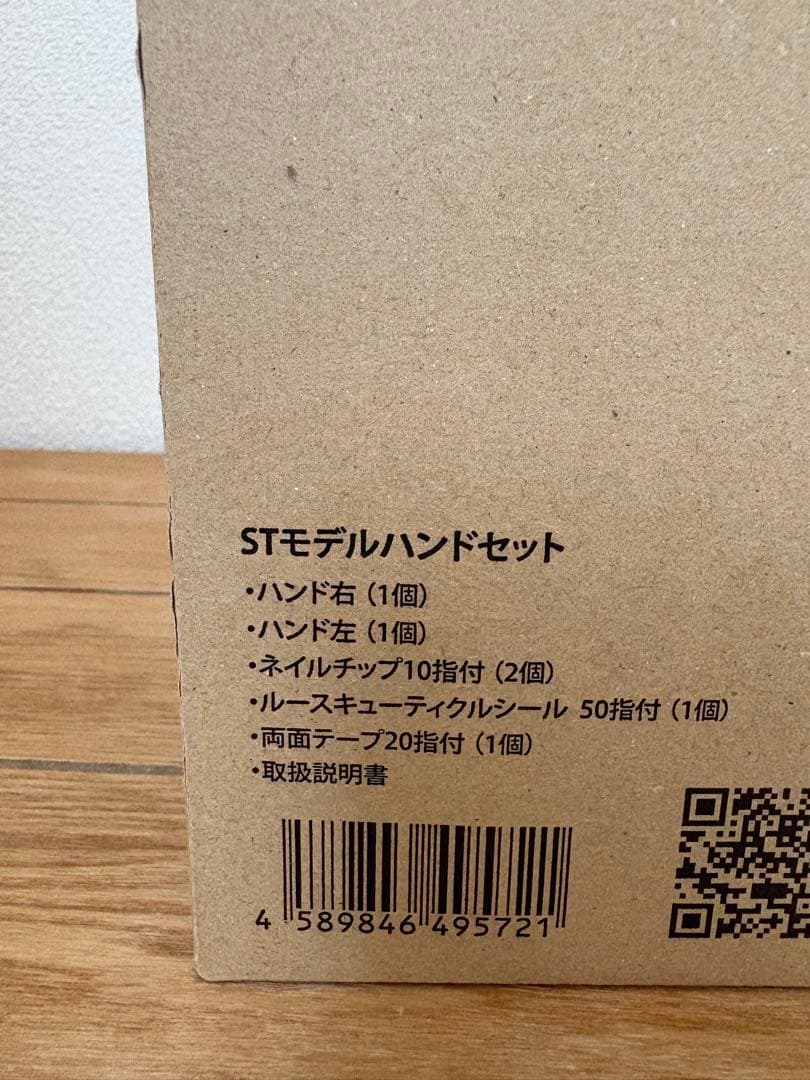 STモデルハンドセット
・ハンド右（1個）
・ハンド左（1個）
・ネイルチップ10指付（2個）
・ルースキューティクルシール 50指付（1個）
・両面テープ20指付（1個）
・取扱説明書
4 589846 495721